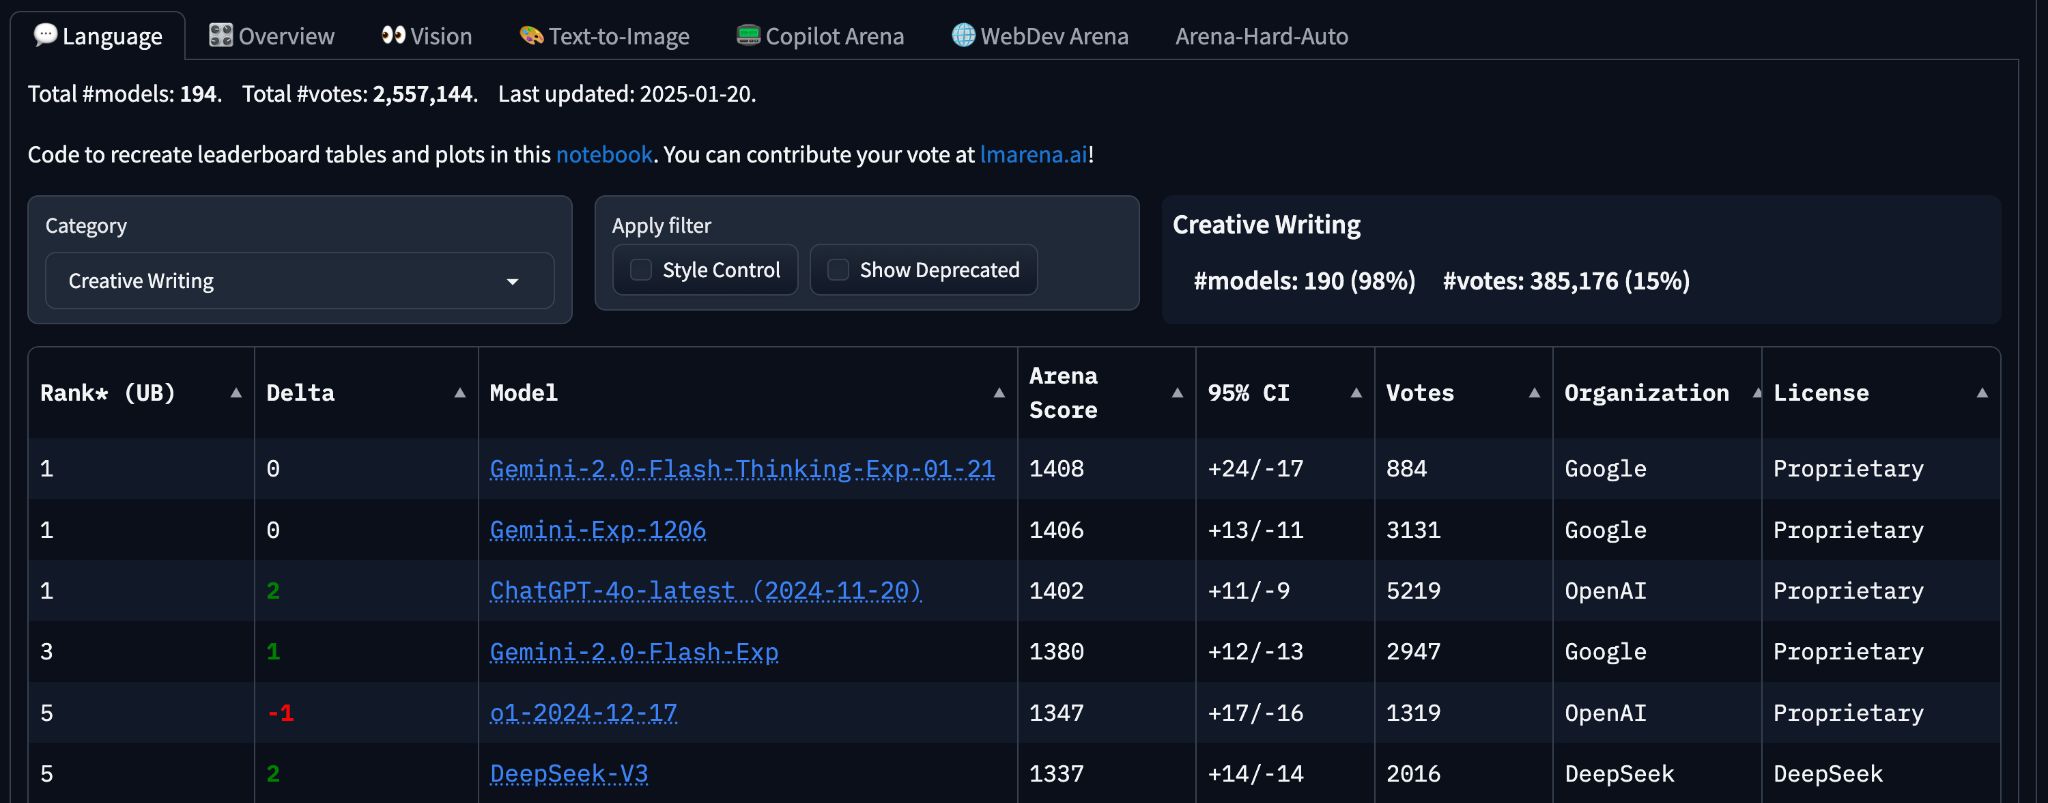 Language Overview Vision Text-to-Image Copilot Arena WebDev Arena Arena-Hard-Auto
Total #models: 194. Total #votes: 2,557,144. Last updated: 2025-01-20.
Code to recreate leaderboard tables and plots in this notebook. You can contribute your vote at lmarena.ai!
Category
Creative Writing
Apply filter
Style Control Show Deprecated
Creative Writing
#models: 190 (98%) #votes: 385,176 (15%)
Rank* (UB) Delta Model Arena Score 95% CI Votes Organization License
1 0 Gemini-2.0-Flash-Thinking-Exp-01-21 1408 +24/-17 884 Google Proprietary
1 0 Gemini-Exp-1206 1406 +13/-11 3131 Google Proprietary
1 2 ChatGPT-4o-latest (2024-11-20) 1402 +11/-9 5219 OpenAI Proprietary
3 1 Gemini-2.0-Flash-Exp 1380 +12/-13 2947 Google Proprietary
5 -1 o1-2024-12-17 1347 +17/-16 1319 OpenAI Proprietary
5 2 DeepSeek-V3 1337 +14/-14 2016 DeepSeek DeepSeek